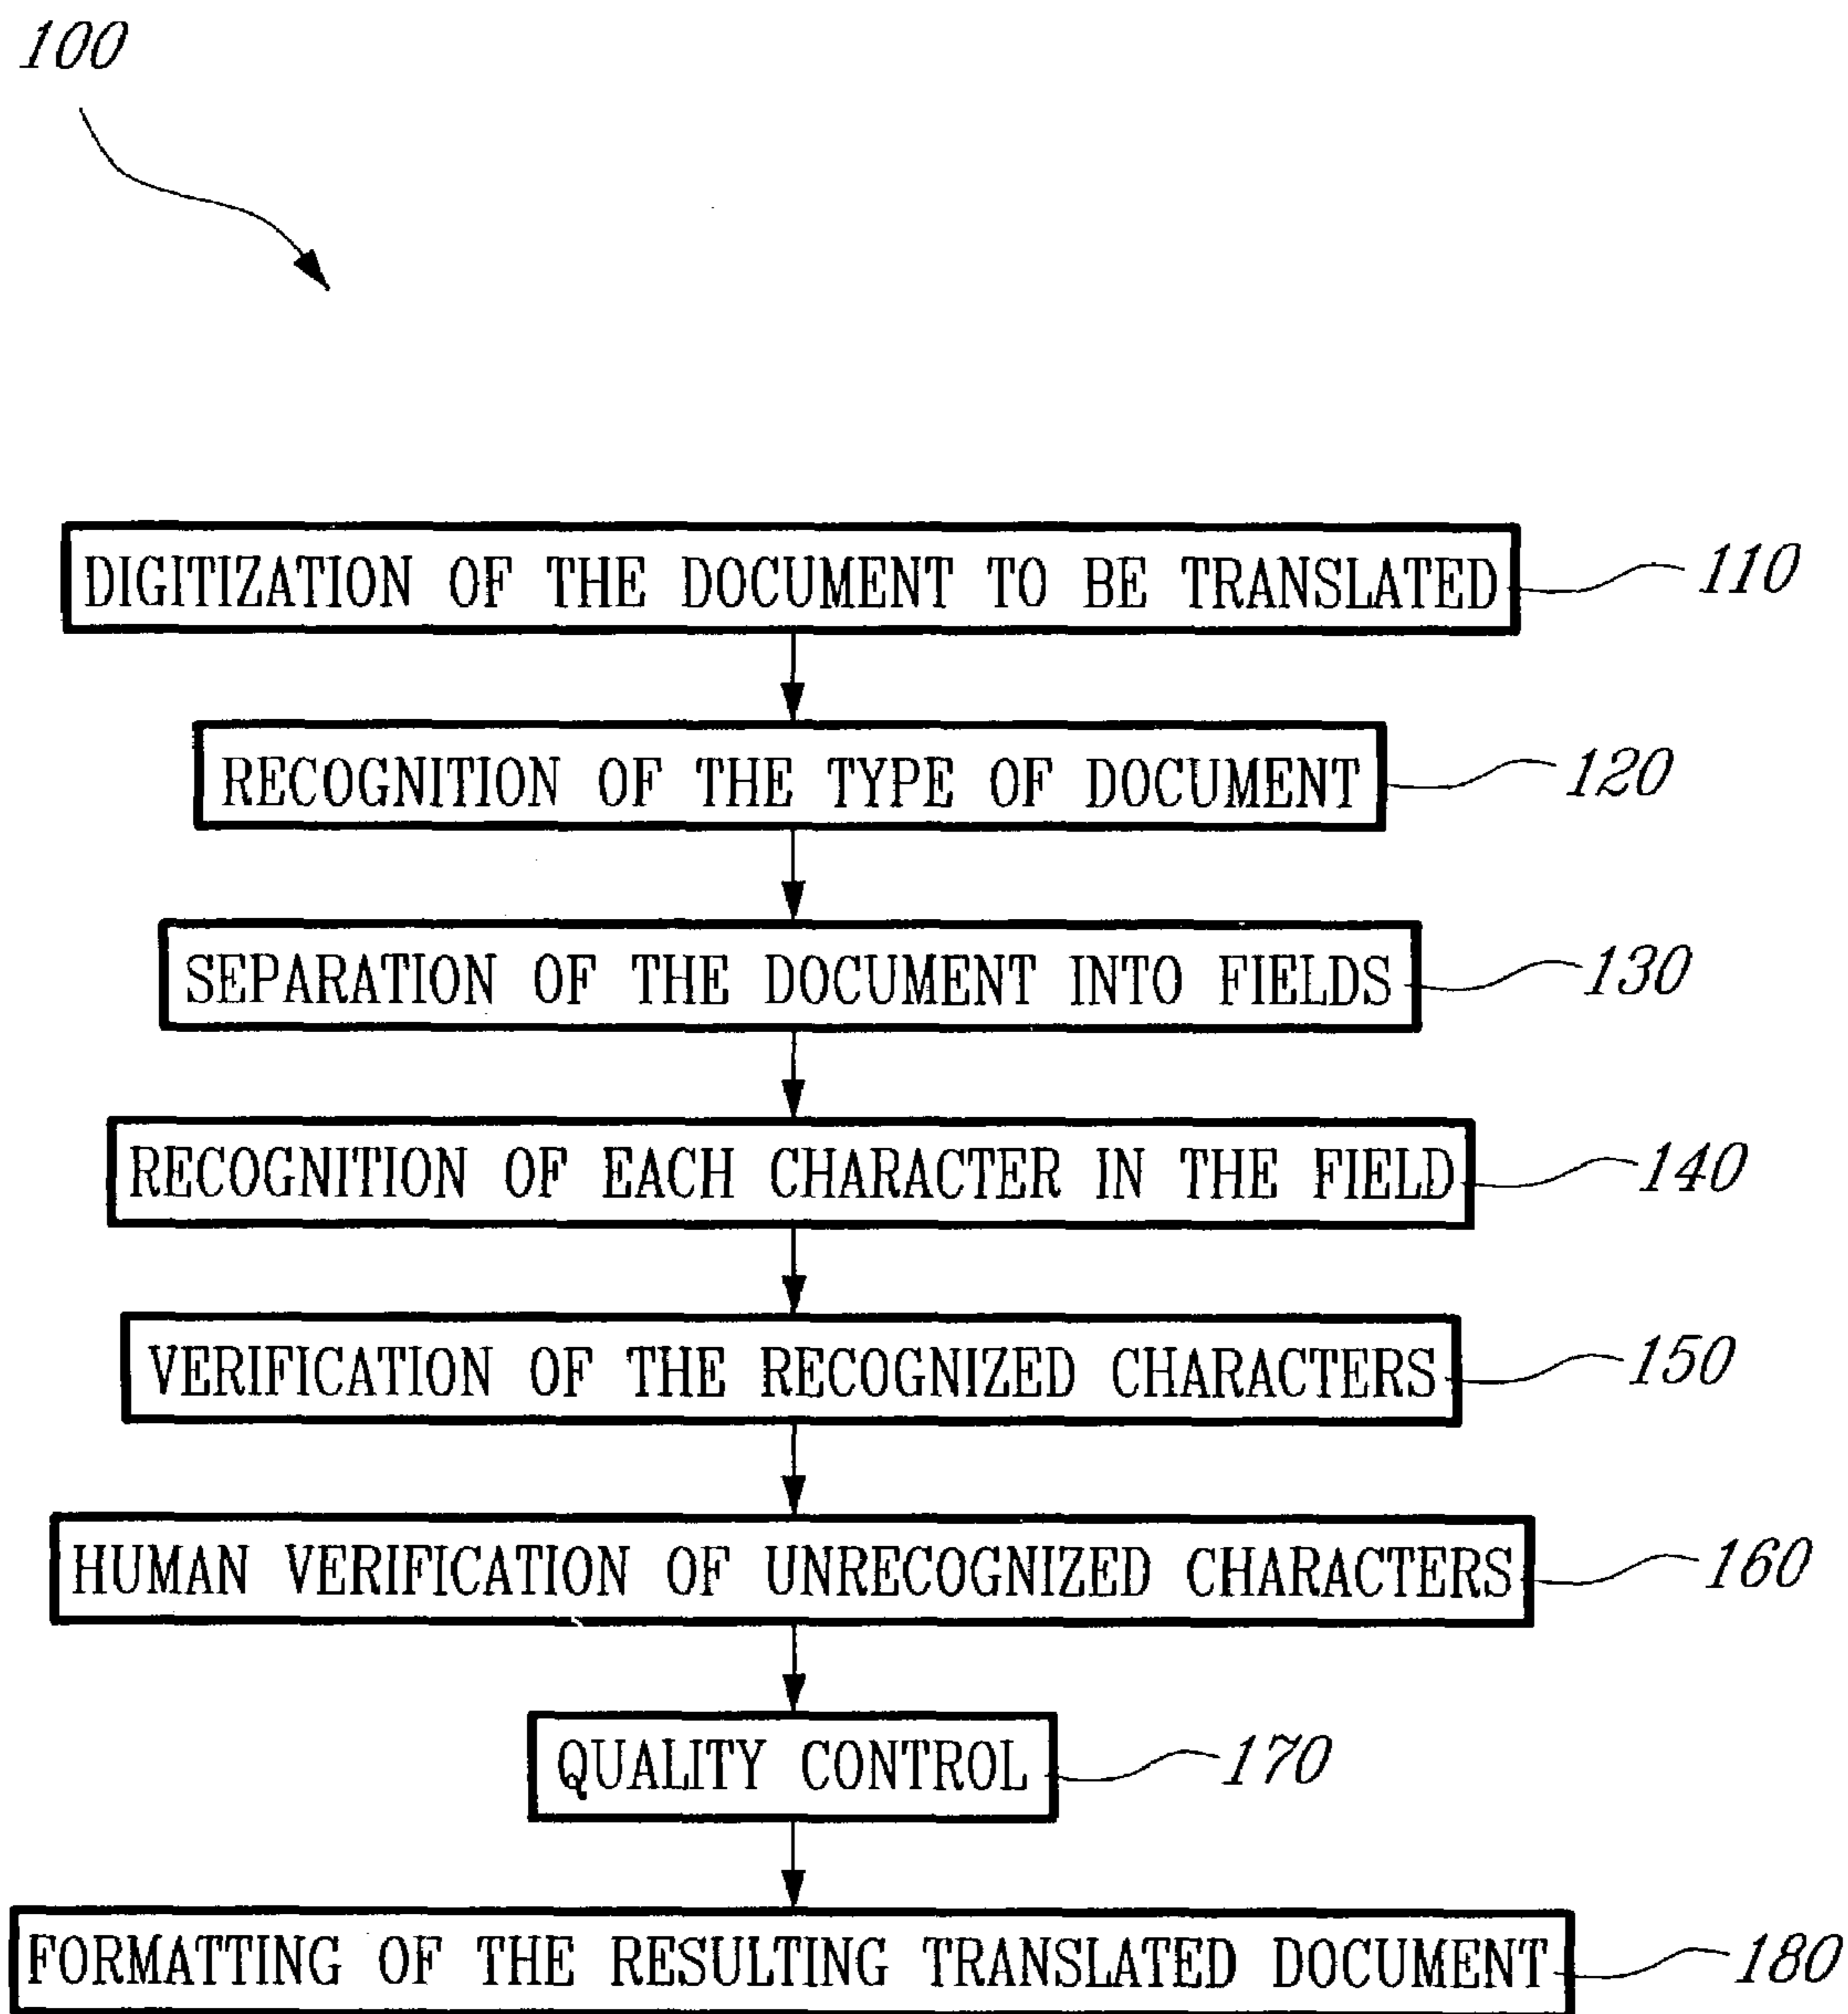 100
DIGITIZATION OF THE DOCUMENT TO BE TRANSLATED 110
RECOGNITION OF THE TYPE OF DOCUMENT 120
SEPARATION OF THE DOCUMENT INTO FIELDS 130
RECOGNITION OF EACH CHARACTER IN THE FIELD 140
VERIFICATION OF THE RECOGNIZED CHARACTERS 150
HUMAN VERIFICATION OF UNRECOGNIZED CHARACTERS 160
QUALITY CONTROL 170
FORMATTING OF THE RESULTING TRANSLATED DOCUMENT 180